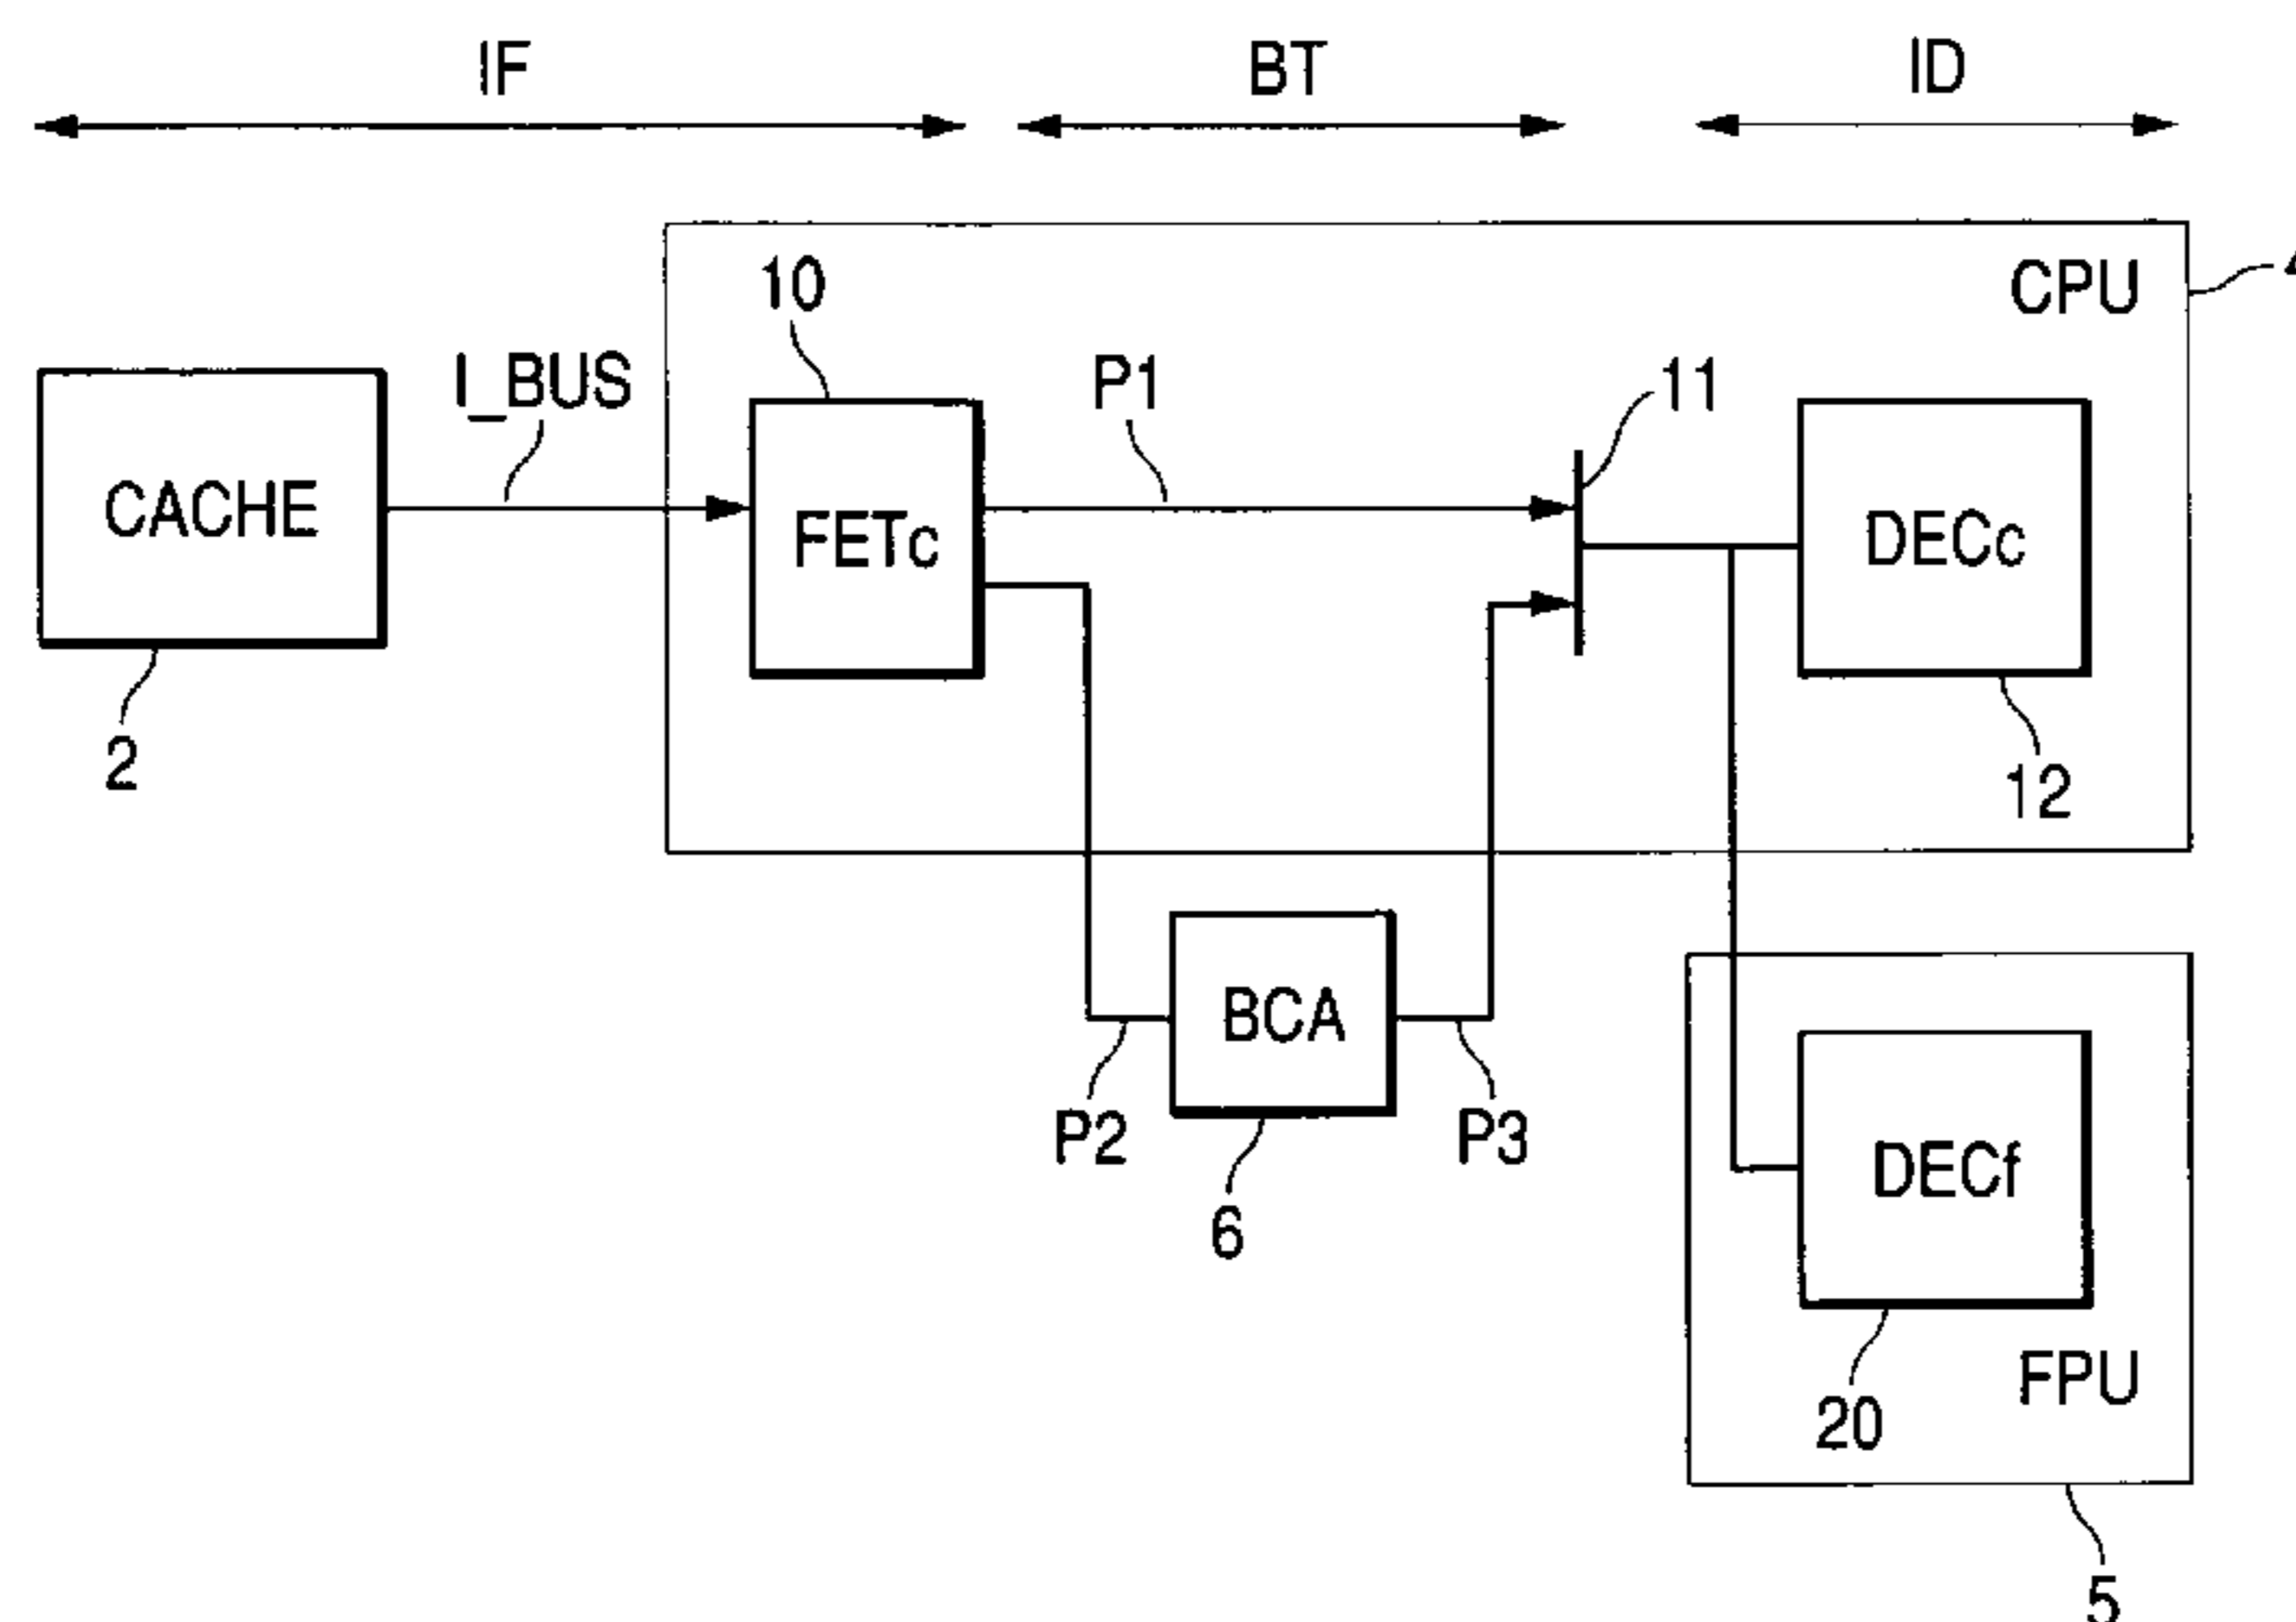 IF BT ID
CPU
10
I_BUS
P1
11
CACHE
FETc
DECc
2
12
BCA
P2
P3
6
DECf
FPU
20
5